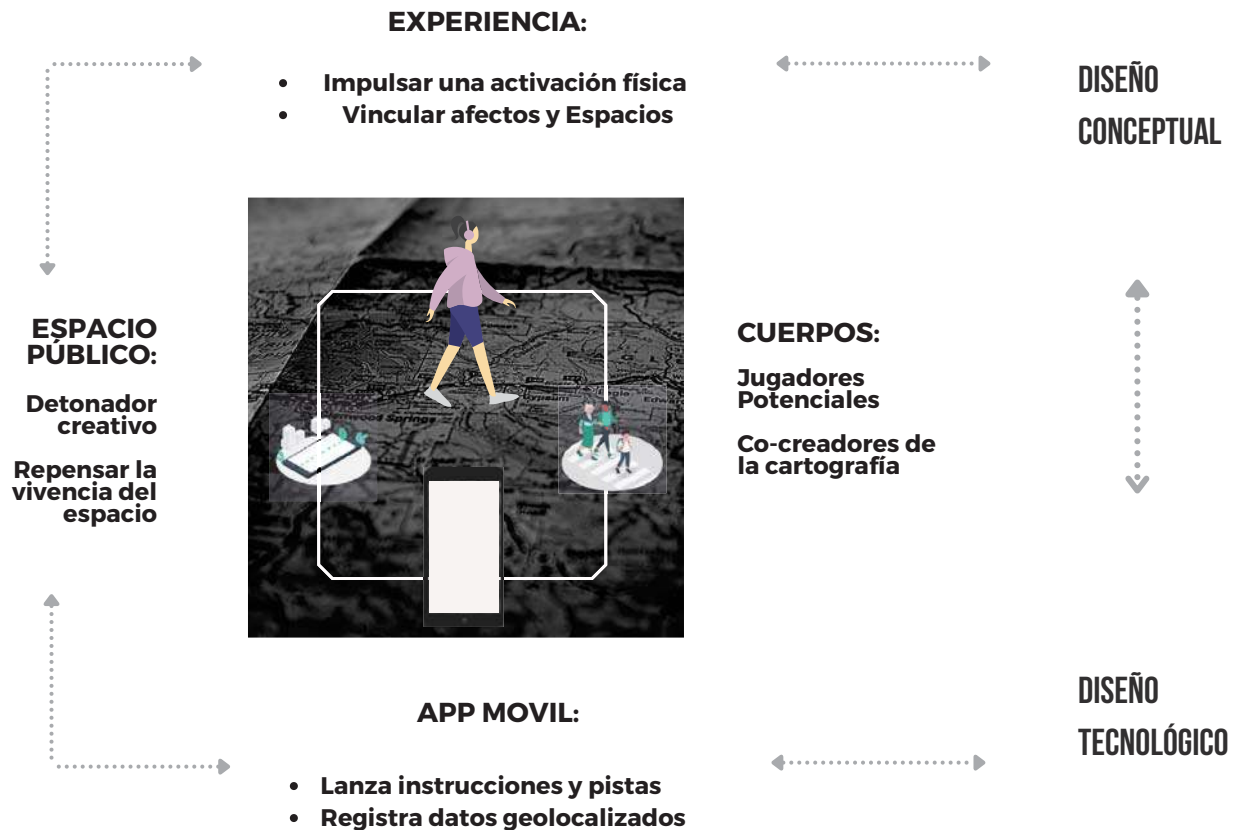 EXPERIENCIA:
• Impulsar una activación física
• Vincular afectos y Espacios
DISEÑO
CONCEPTUAL
ESPACIO
PÚBLICO:
Detonador
creativo
Repensar la
vivencia del
espacio
CUERPOS:
Jugadores
Potenciales
Co-creadores de
la cartografía
APP MOVIL:
• Lanza instrucciones y pistas
• Registra datos geolocalizados
DISEÑO
TECNOLÓGICO